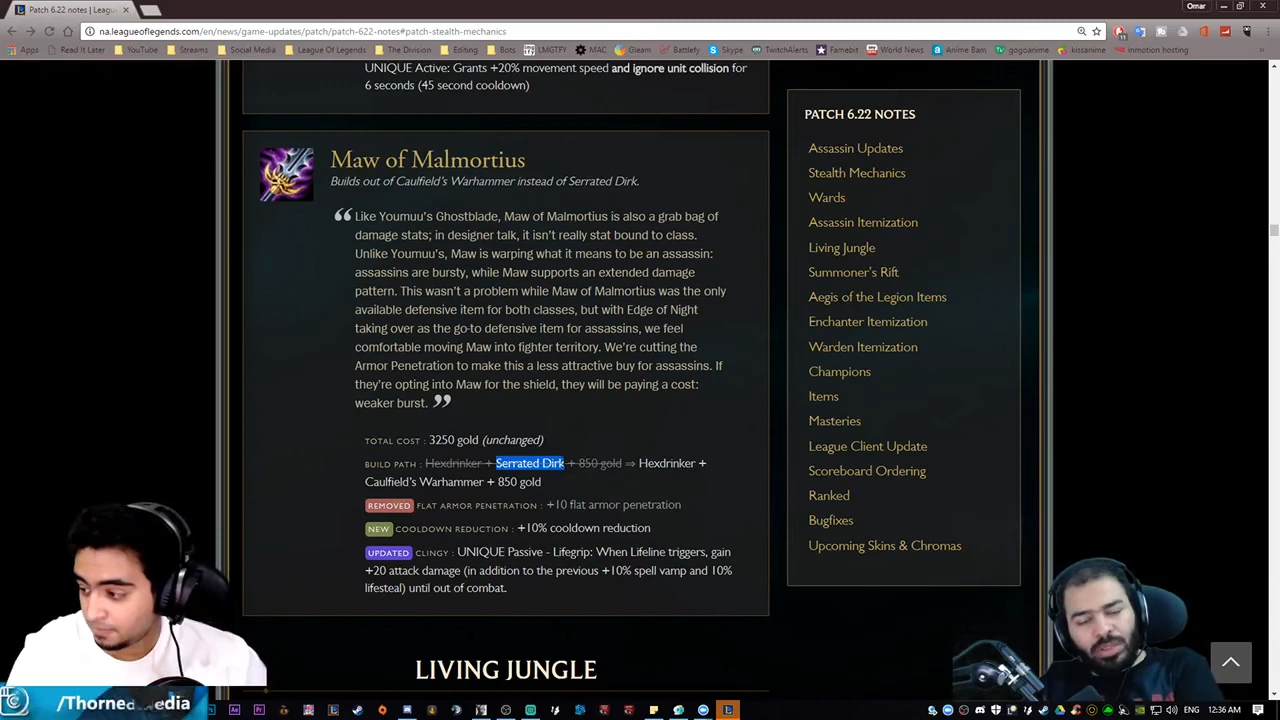 Patch 6.22 notes | Leagu
Omar
na.leagueoflegends.com/en/news/game-updates/patch/patch-622-notes#patch-stealth-mechanics
Apps Read it Later YouTube Streams Social Media League Of Legends The Division Editing Bots LMGTFY MAC Gleam Battlefy Skype TwitchAlerts Famebit World News Anime Bam gogoanime kissanime inmotion hosting
UNIQUE Active: Grants +20% movement speed and ignore unit collision for
6 seconds (45 second cooldown)
Maw of Malmortius
Builds out of Caulfield's Warhammer instead of Serrated Dirk.
“ Like Youmuu's Ghostblade, Maw of Malmortius is also a grab bag of
damage stats; in designer talk, it isn't really stat bound to class.
Unlike Youmuu's, Maw is warping what it means to be an assassin:
assassins are bursty, while Maw supports an extended damage
pattern. This wasn't a problem while Maw of Malmortius was the only
available defensive item for both classes, but with Edge of Night
taking over as the go-to defensive item for assassins, we feel
comfortable moving Maw into fighter territory. We're cutting the
Armor Penetration to make this a less attractive buy for assassins. If
they're opting into Maw for the shield, they will be paying a cost:
weaker burst. ”
TOTAL COST : 3250 gold (unchanged)
BUILD PATH : Hexdrinker + Serrated Dirk + 850 gold ⇒ Hexdrinker +
Caulfield's Warhammer + 850 gold
REMOVED FLAT ARMOR PENETRATION : +10 flat armor penetration
NEW COOLDOWN REDUCTION : +10% cooldown reduction
UPDATED CLINGY : UNIQUE Passive - Lifegrip: When Lifeline triggers, gain
+20 attack damage (in addition to the previous +10% spell vamp and 10%
lifesteal) until out of combat.
LIVING JUNGLE
PATCH 6.22 NOTES
Assassin Updates
Stealth Mechanics
Wards
Assassin Itemization
Living Jungle
Summoner's Rift
Aegis of the Legion Items
Enchanter Itemization
Warden Itemization
Champions
Items
Masteries
League Client Update
Scoreboard Ordering
Ranked
Bugfixes
Upcoming Skins & Chromas
/Thorned Media
12:36 AM